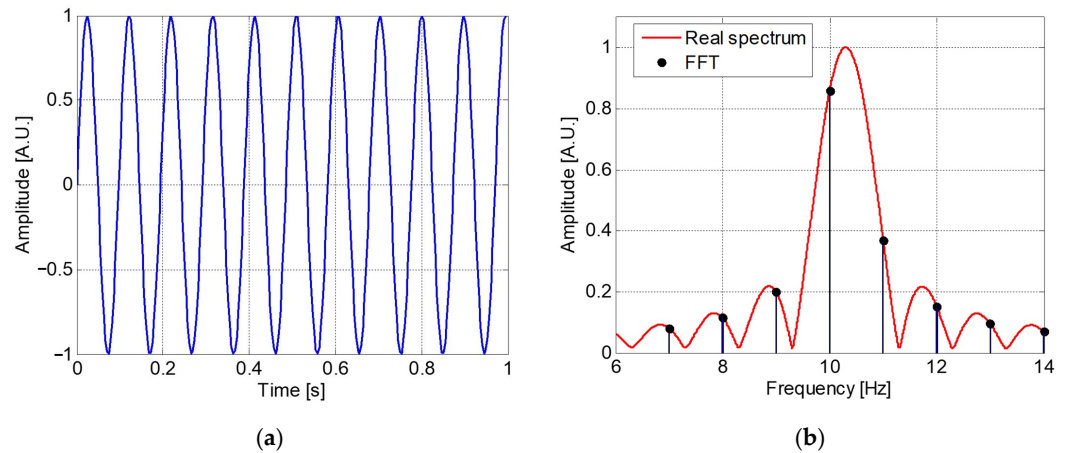 1
0.5
0
−0.5
−1
0
0.2
0.4
0.6
0.8
1
Time [s]
Amplitude [A.U.]
(a)
Real spectrum
FFT
1
0.8
0.6
0.4
0.2
0
6
8
10
12
14
Frequency [Hz]
Amplitude [A.U.]
(b)